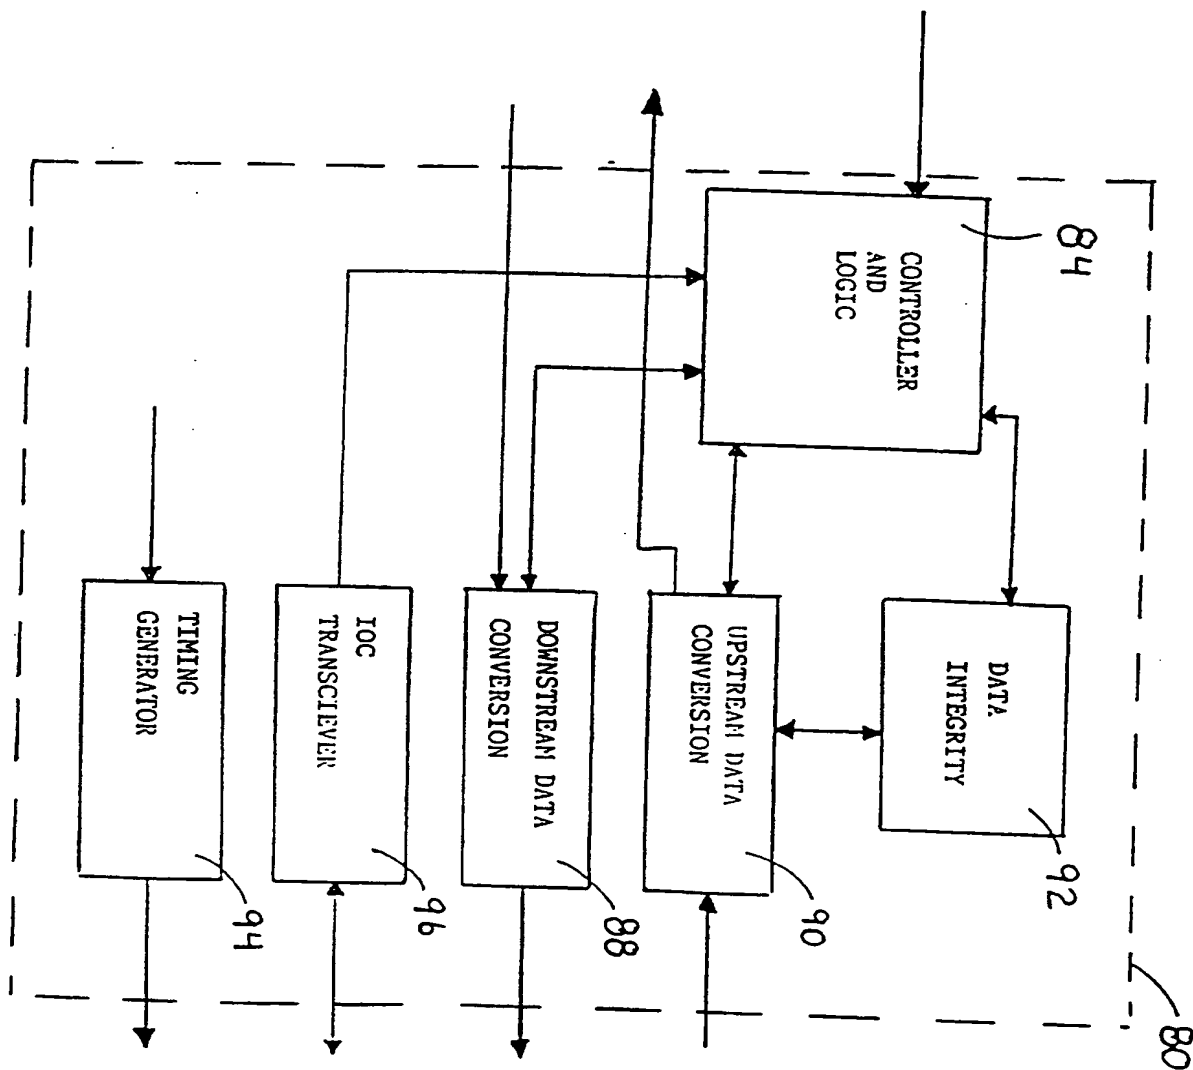 80
84
CONTROLLER
AND
LOGIC
92
DATA
INTEGRITY
90
UPSTREAM DATA
CONVERSION
88
DOWNSTREAM DATA
CONVERSION
96
IOC
TRANSCIEVER
94
TIMING
GENERATOR